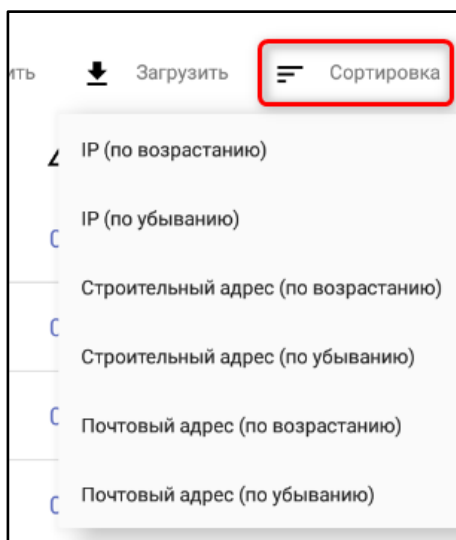 ить Загрузить Сортировка
IP (по возрастанию)
IP (по убыванию)
Строительный адрес (по возрастанию)
Строительный адрес (по убыванию)
Почтовый адрес (по возрастанию)
Почтовый адрес (по убыванию)